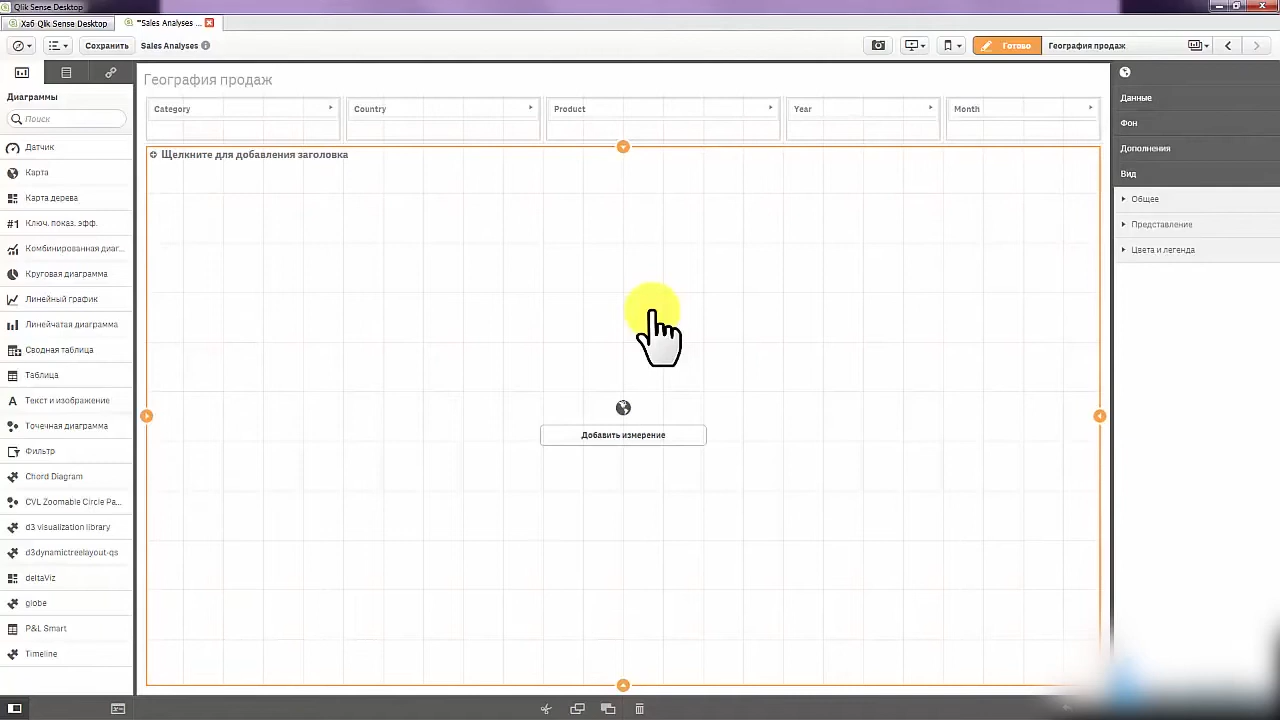 Qlik Sense Desktop
Хаб Qlik Sense Desktop
*Sales Analyses ...
Сохранить
Sales Analyses
Готово
География продаж
География продаж
Диаграммы
Поиск
Датчик
Карта
Карта дерева
#1 Ключ. показ. эфф.
Комбинированная диаг...
Круговая диаграмма
Линейный график
Линейчатая диаграмма
Сводная таблица
Таблица
A Текст и изображение
Точечная диаграмма
Фильтр
Chord Diagram
CVL Zoomable Circle Pa...
d3 visualization library
d3dynamictreelayout-qs
deltaViz
globe
P&L Smart
Timeline
Category
Country
Product
Year
Month
Щелкните для добавления заголовка
Добавить измерение
Данные
Фон
Дополнения
Вид
Общее
Представление
Цвета и легенда